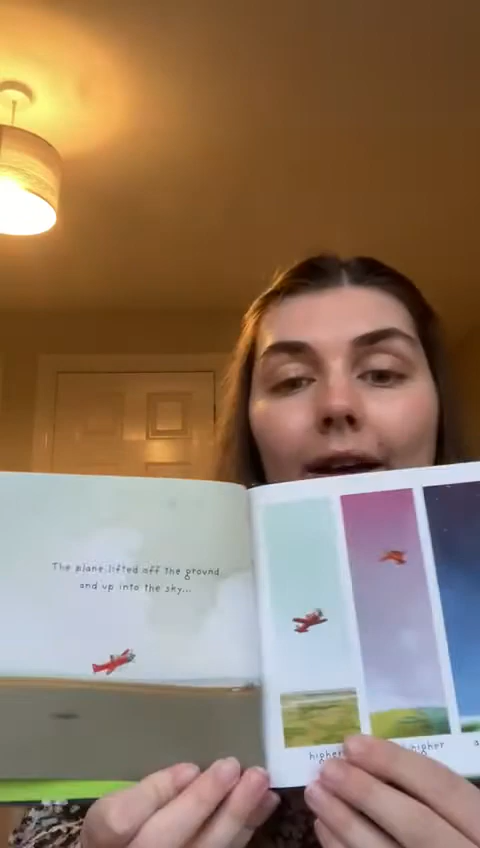 The plane lifted off the ground
and up into the sky...
higher
higher
a